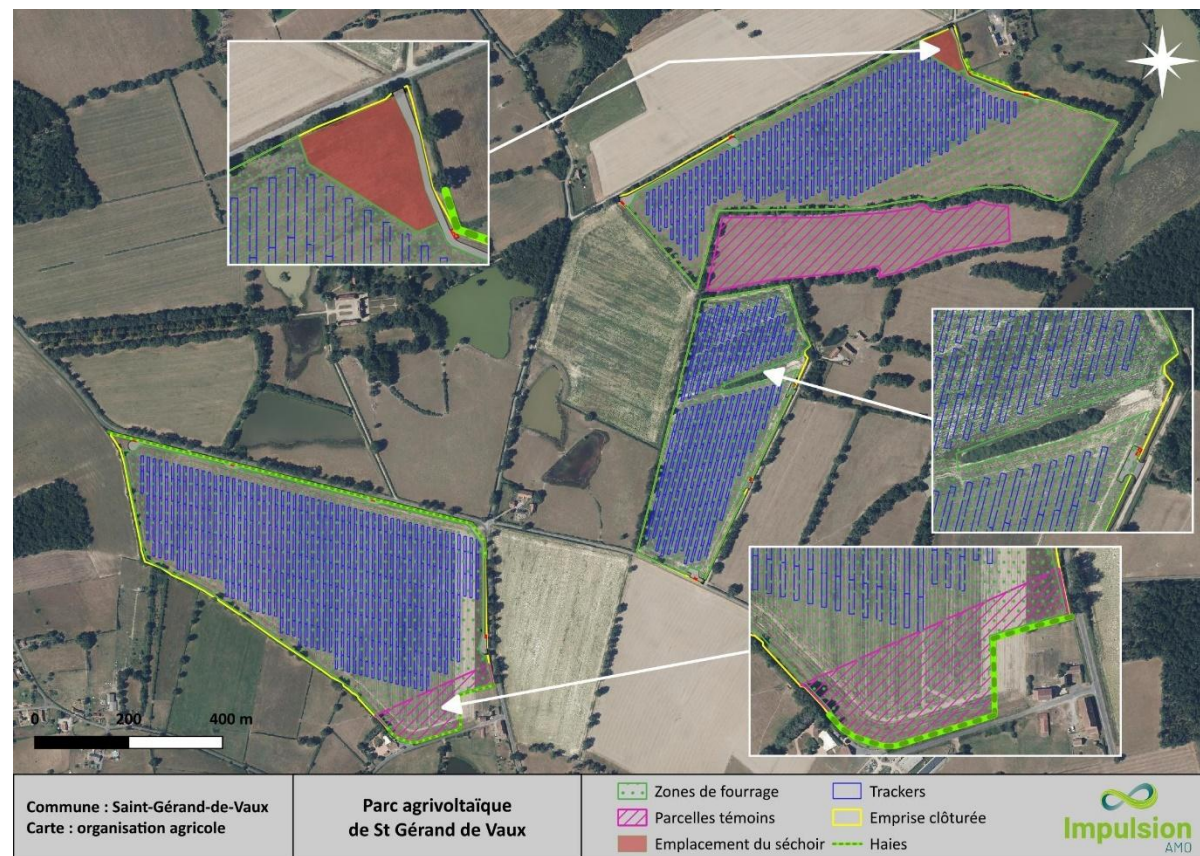 0 200 400 m
Commune : Saint-Gérand-de-Vaux
Carte : organisation agricole
Parc agrivoltaïque
de St Gérand de Vaux
Zones de fourrage
Parcelles témoins
Emplacement du séchoir
Trackers
Emprise clôturée
Haies
Impulsion
AMO